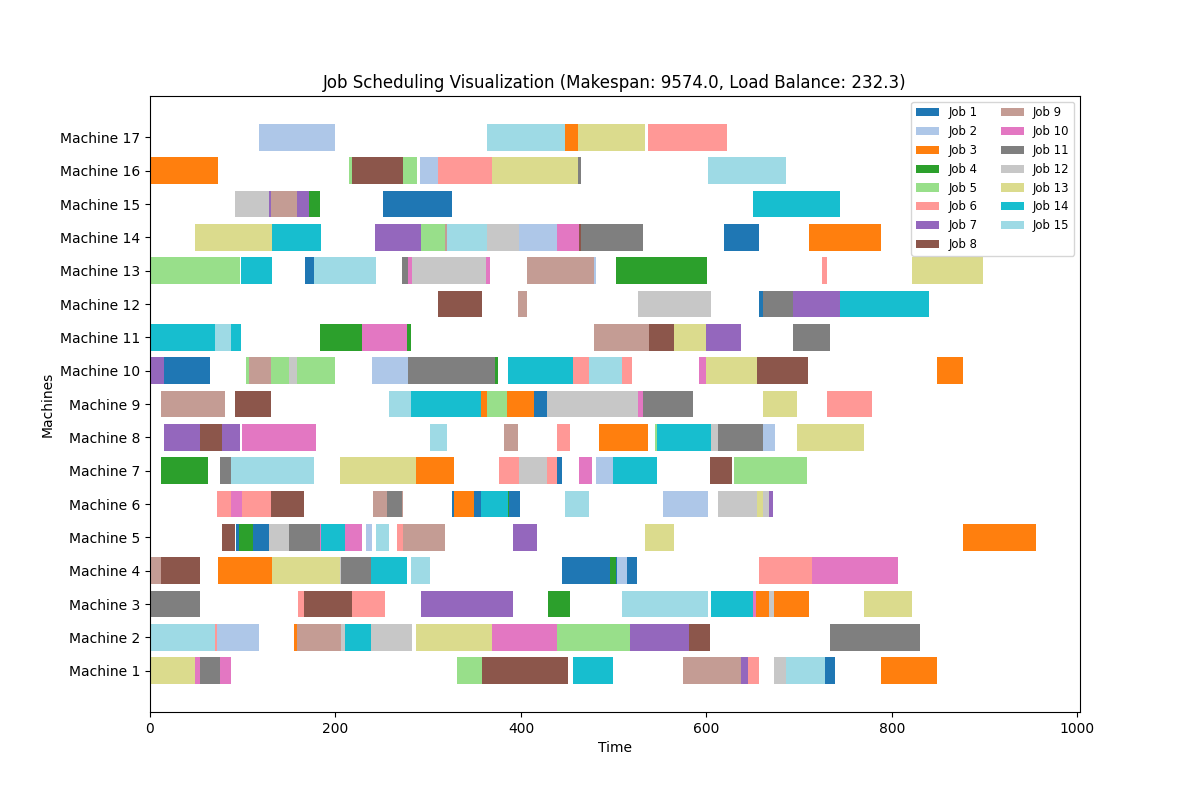 Job Scheduling Visualization (Makespan: 9574.0, Load Balance: 232.3)
Machine 17
Machine 16
Machine 15
Machine 14
Machine 13
Machine 12
Machine 11
Machine 10
Machine 9
Machine 8
Machine 7
Machine 6
Machine 5
Machine 4
Machine 3
Machine 2
Machine 1
Machines
0 200 400 600 800 1000
Time
Job 1
Job 2
Job 3
Job 4
Job 5
Job 6
Job 7
Job 8
Job 9
Job 10
Job 11
Job 12
Job 13
Job 14
Job 15